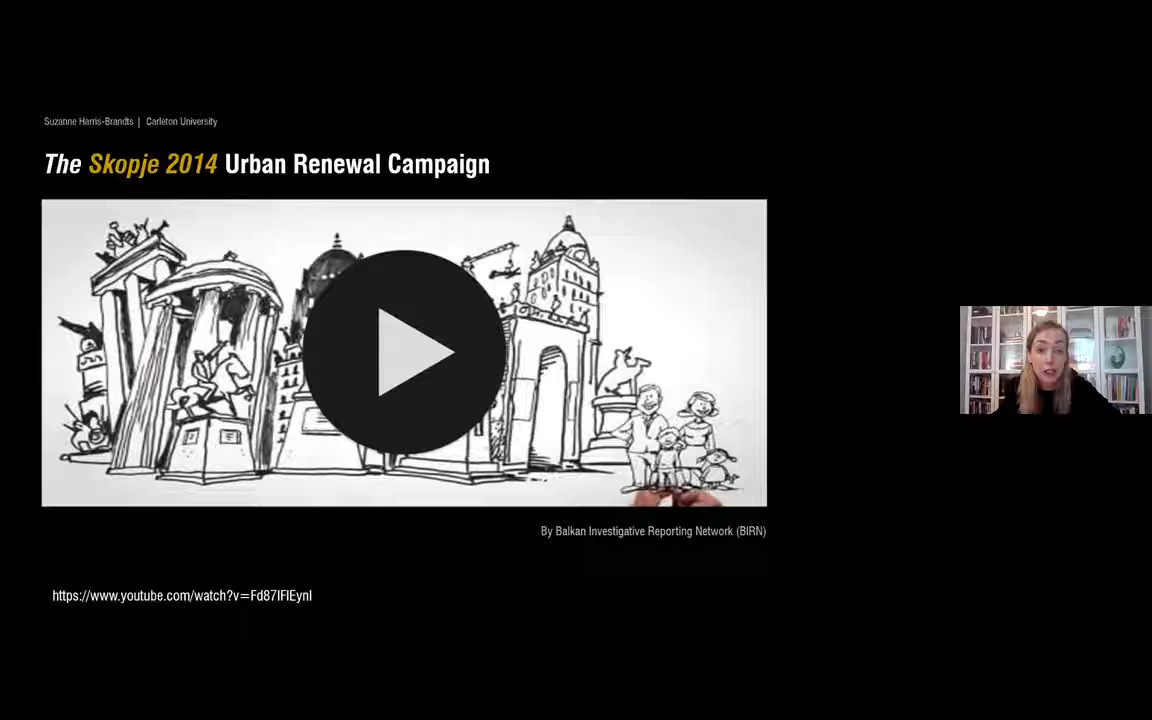 Suzanne Harris-Brandts | Carleton University
The Skopje 2014 Urban Renewal Campaign
By Balkan Investigative Reporting Network (BIRN)
https://www.youtube.com/watch?v=Fd87IFIEynI